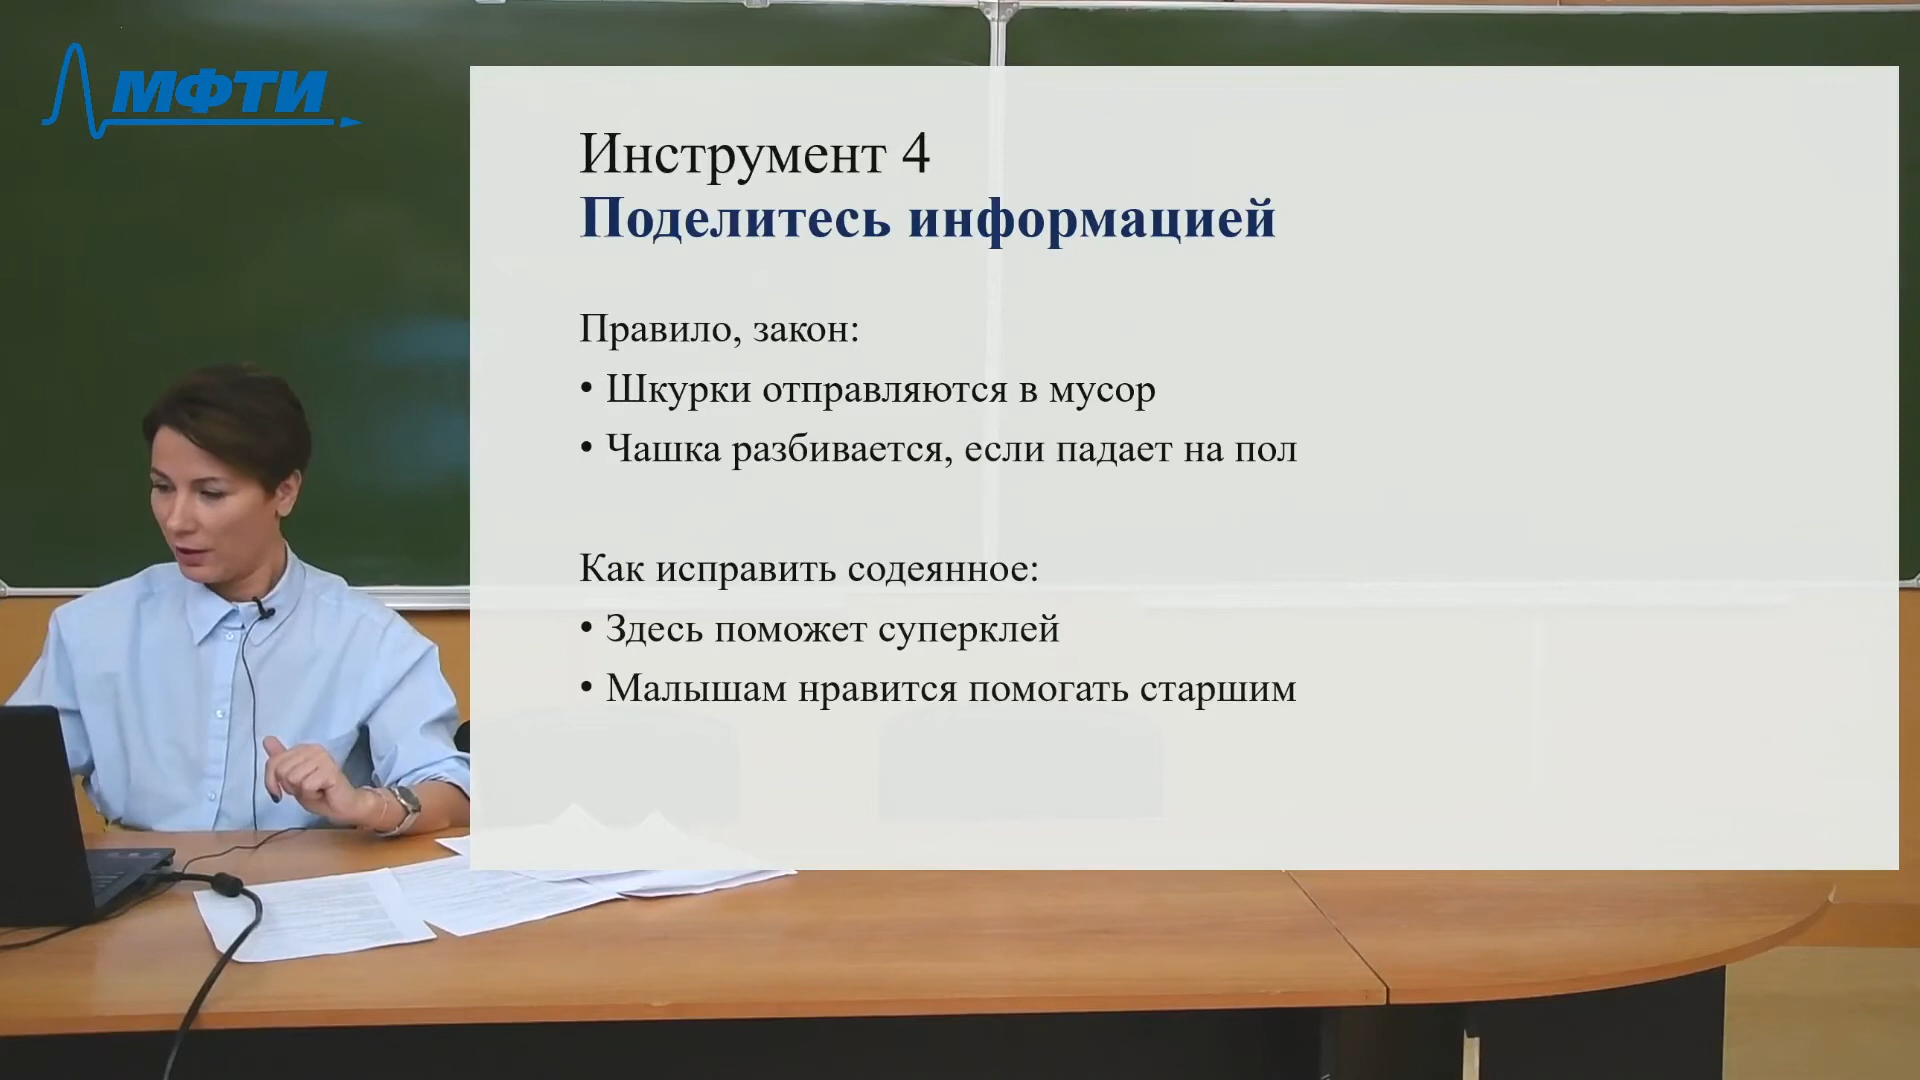 МФТИ
Инструмент 4
Поделитесь информацией
Правило, закон:
• Шкурки отправляются в мусор
• Чашка разбивается, если падает на пол
Как исправить содеянное:
• Здесь поможет суперклей
• Малышам нравится помогать старшим